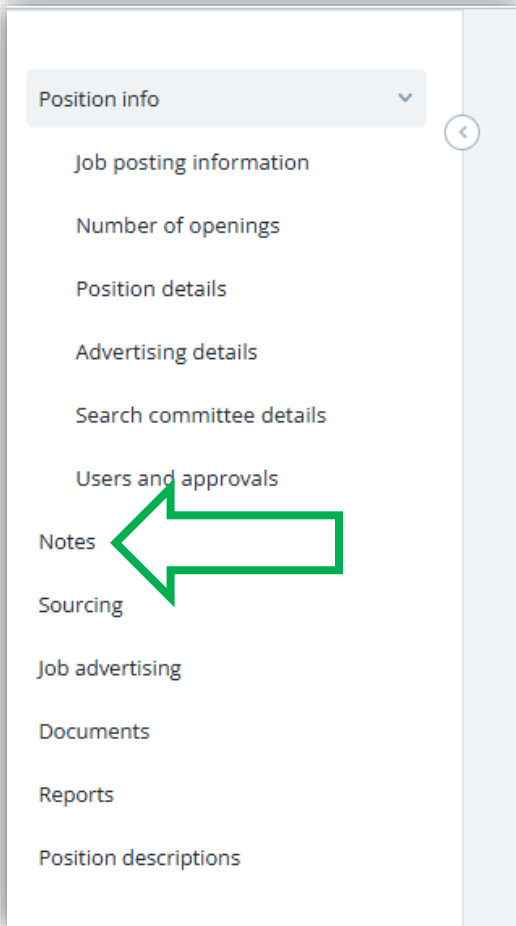 Position info
Job posting information
Number of openings
Position details
Advertising details
Search committee details
Users and approvals
Notes
Sourcing
Job advertising
Documents
Reports
Position descriptions